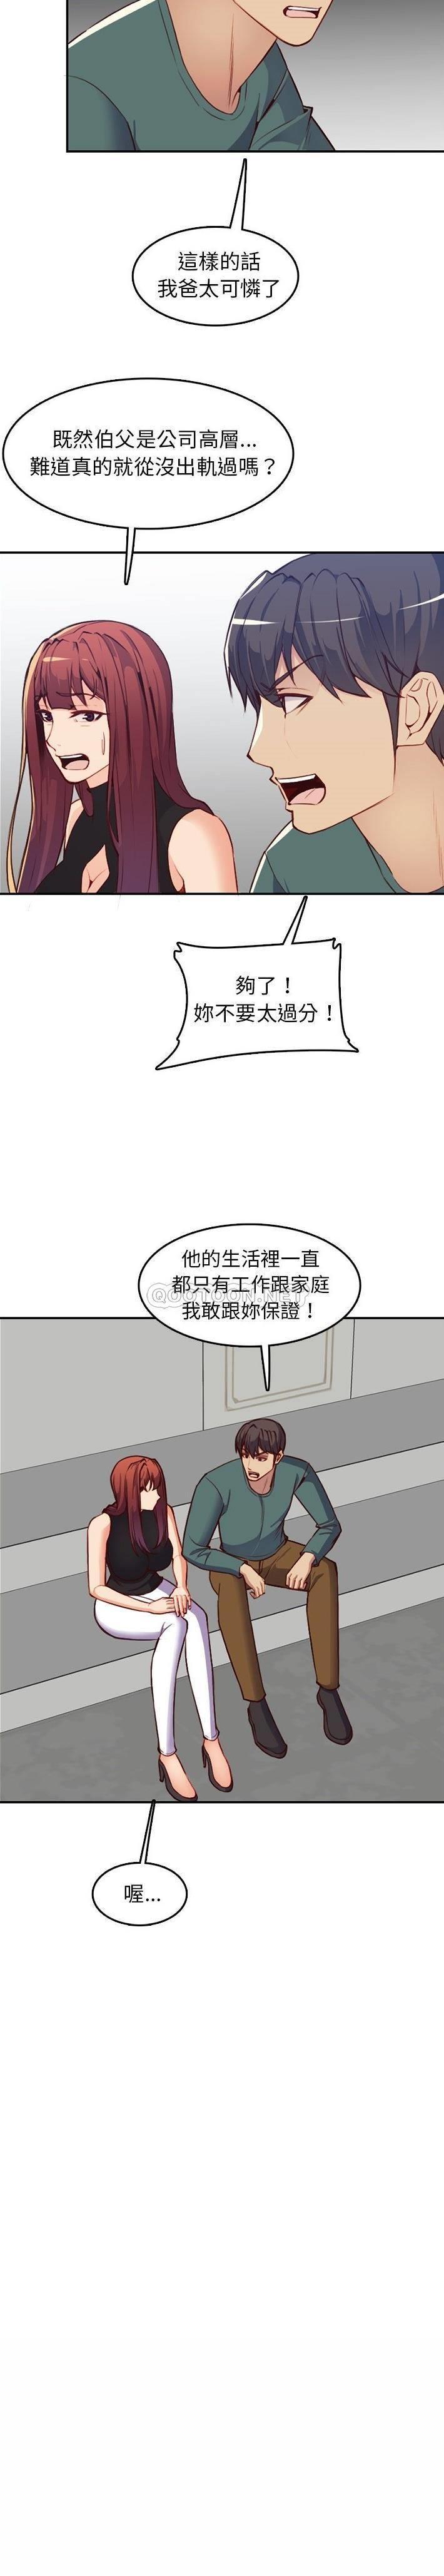 這樣的話
我爸太可憐了
既然伯父是公司高層...
難道真的就從沒出軌過嗎？
夠了！
妳不要太過分！
他的生活裡一直
都只有工作跟家庭
QOOTOON.NET
我敢跟妳保證！
喔...